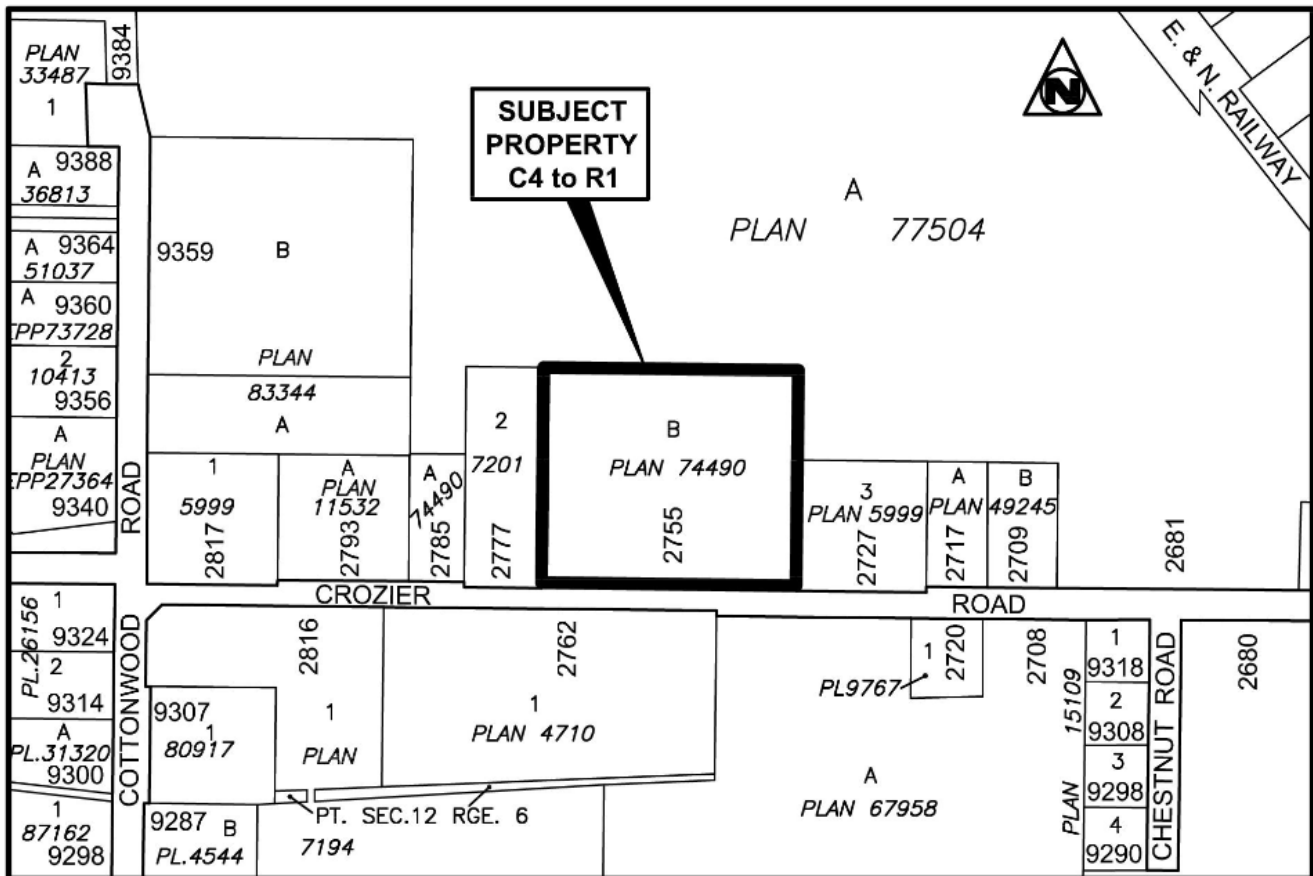 PLAN
33487
1
9384
E. & N. RAILWAY
N
SUBJECT
PROPERTY
C4 to R1
A
PLAN 77504
A 9388
36813
A 9364
51037
A 9360
EPP73728
2
10413
9356
A
PLAN
EPP27364
9340
ROAD
9359 B
PLAN
83344
A
1
5999
2817
A
PLAN
11532
2793
A
74490
2785
2
7201
2777
B
PLAN 74490
2755
3
PLAN 5999
2727
A
PLAN
2717
B
49245
2709
2681
CROZIER ROAD
PL.26156
1
9324
2
9314
A
PL.31320
9300
1
87162
9298
COTTONWOOD
9307
1
80917
2816
1
PLAN
2762
1
PLAN 4710
PT. SEC.12 RGE. 6
9287 B
PL.4544
7194
1
2720
PL9767
2708
A
PLAN 67958
PLAN 15109
1
9318
2
9308
3
9298
4
9290
CHESTNUT ROAD
2680